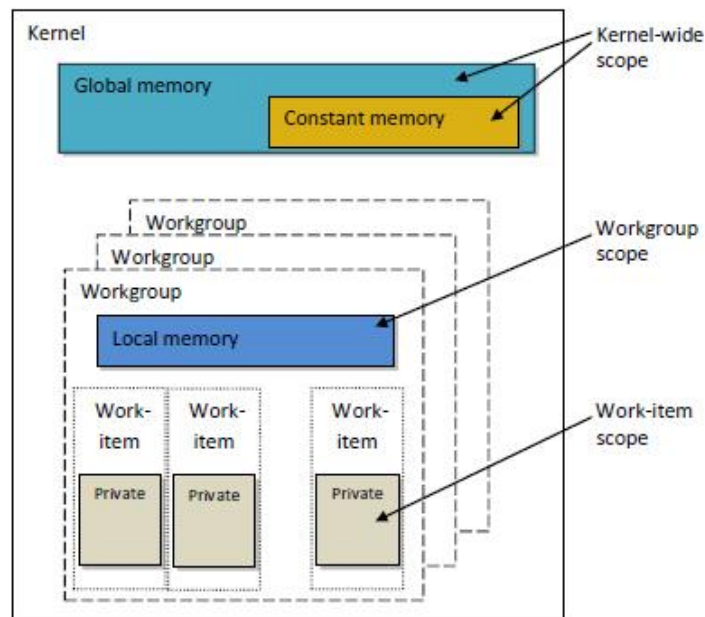 Kernel
Kernel-wide
scope
Global memory
Constant memory
Workgroup
Workgroup
Workgroup
Workgroup
scope
Local memory
Work-
item
Work-
item
Work-
item
Work-item
scope
Private
Private
Private